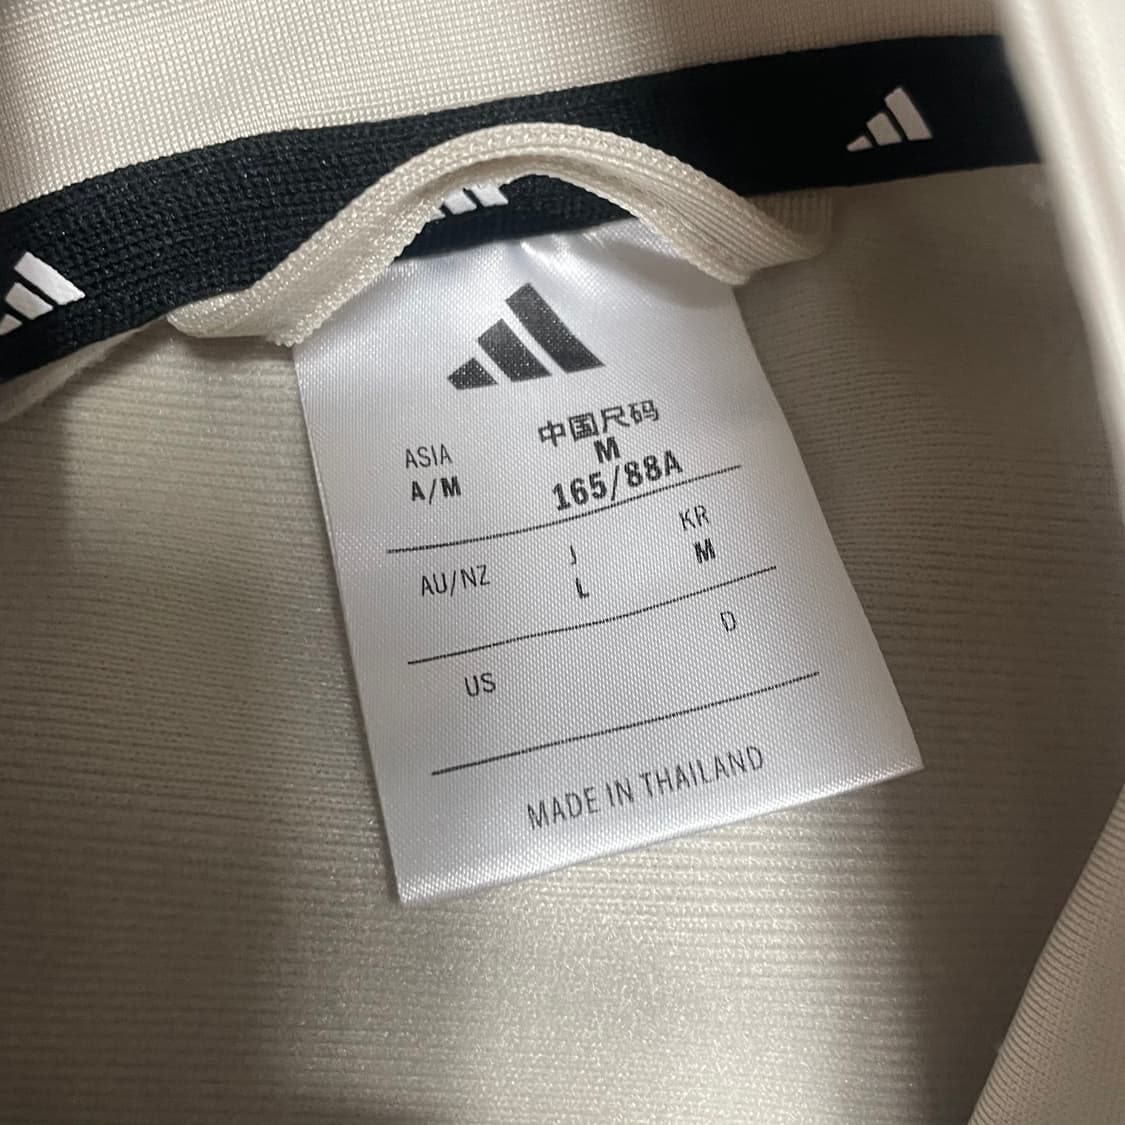 中国尺码
ASIA M
A/M 165/88A
AU/NZ J KR
L M
US D
MADE IN THAILAND